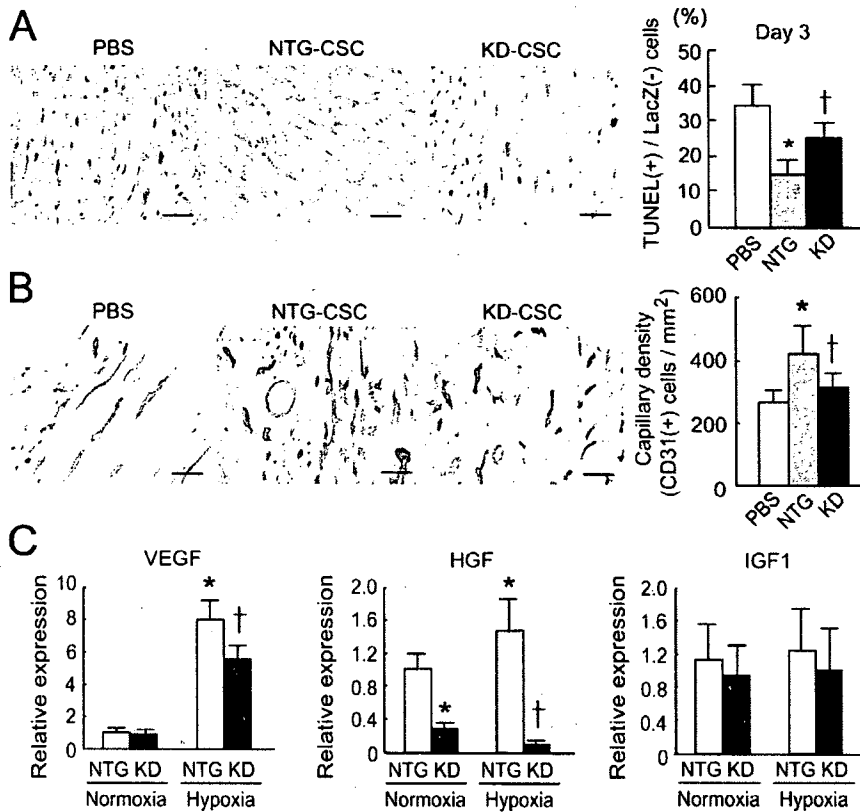 A
PBS
NTG-CSC
KD-CSC
(%)
Day 3
TUNEL(+) / LacZ(-) cells
50
40
30
20
10
0
*
†
PBS
NTG
KD
B
PBS
NTG-CSC
KD-CSC
Capillary density
(CD31(+) cells / mm²)
600
400
200
0
*
†
PBS
NTG
KD
C
VEGF
Relative expression
10
8
6
4
2
0
*
†
NTG KD NTG KD
Normoxia Hypoxia
HGF
Relative expression
2.0
1.6
1.2
0.8
0.4
0
*
*
†
NTG KD NTG KD
Normoxia Hypoxia
IGF1
Relative expression
2.0
1.6
1.2
0.8
0.4
0
NTG KD NTG KD
Normoxia Hypoxia